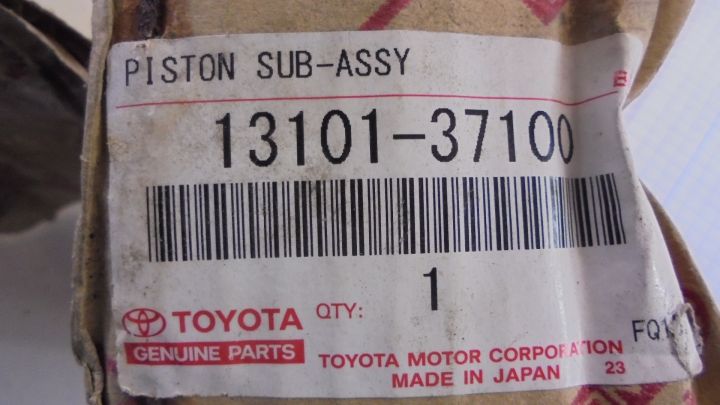 PISTON SUB-ASSY
13101-37100
1
TOYOTA QTY:
GENUINE PARTS
TOYOTA MOTOR CORPORATION
MADE IN JAPAN 23